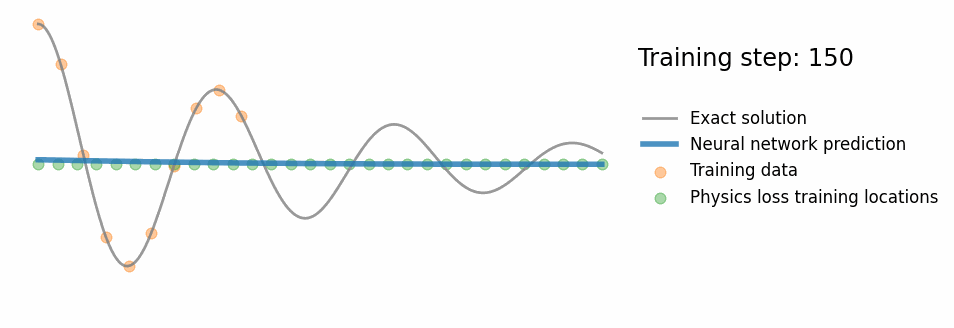 Training step: 150
Exact solution
Neural network prediction
Training data
Physics loss training locations